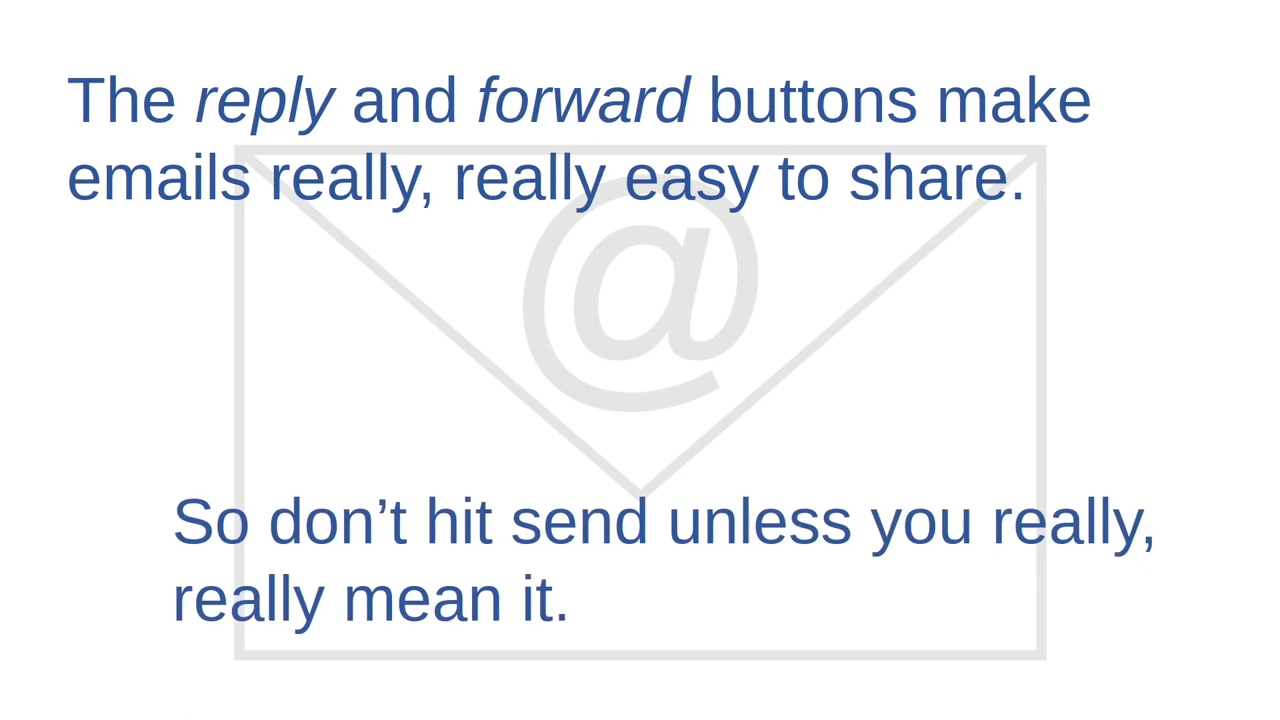 The reply and forward buttons make
emails really, really easy to share.
@
So don’t hit send unless you really,
really mean it.